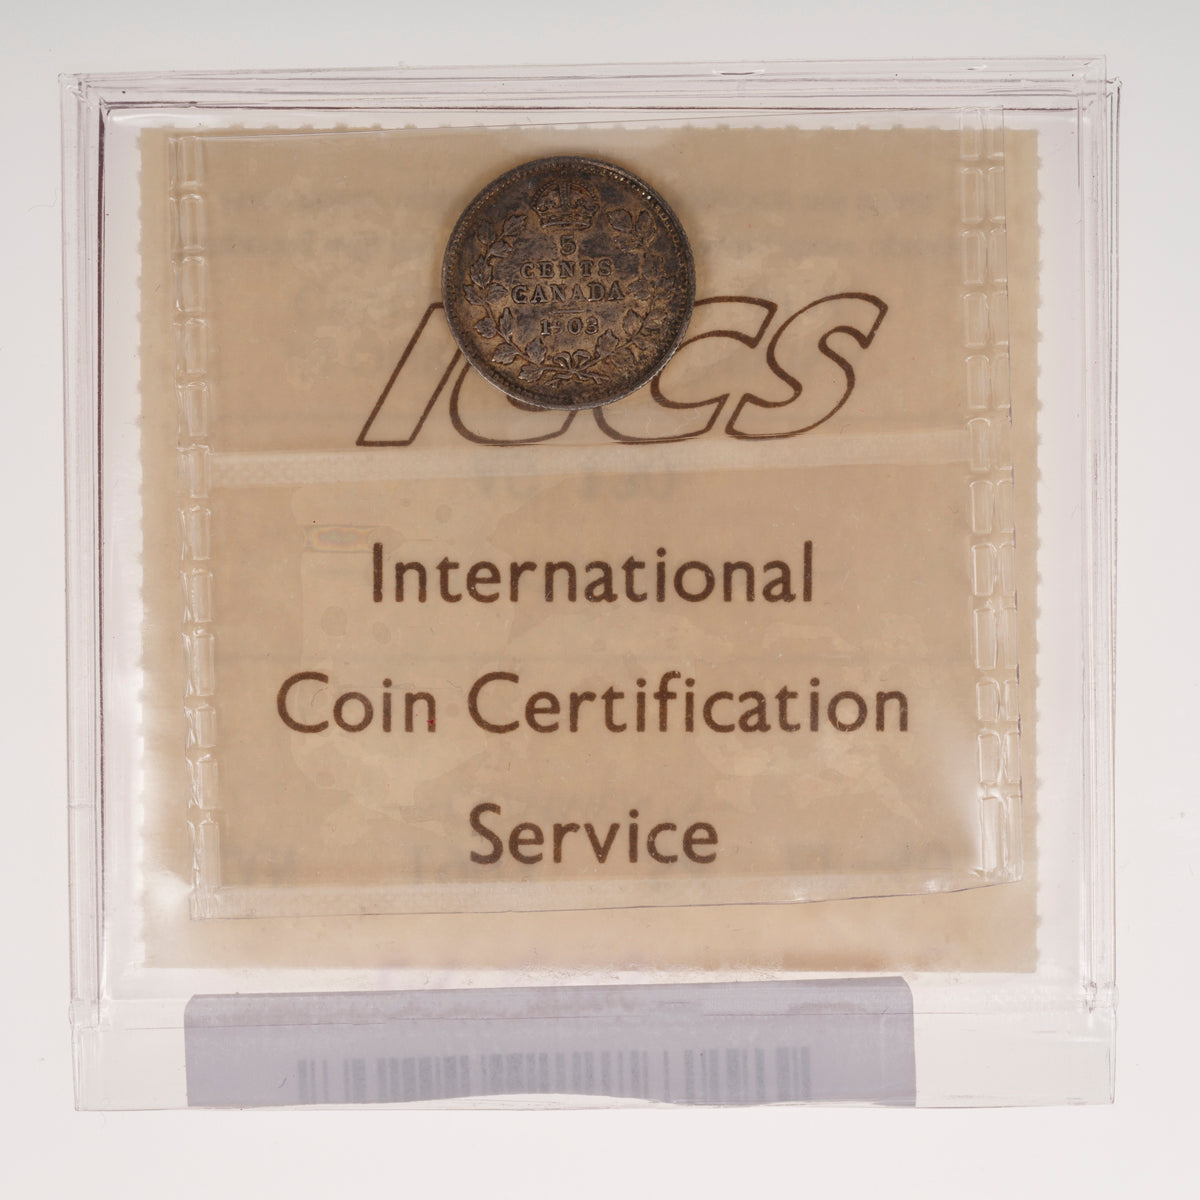 5
CENTS
CANADA
1903
ICCS
International
Coin Certification
Service